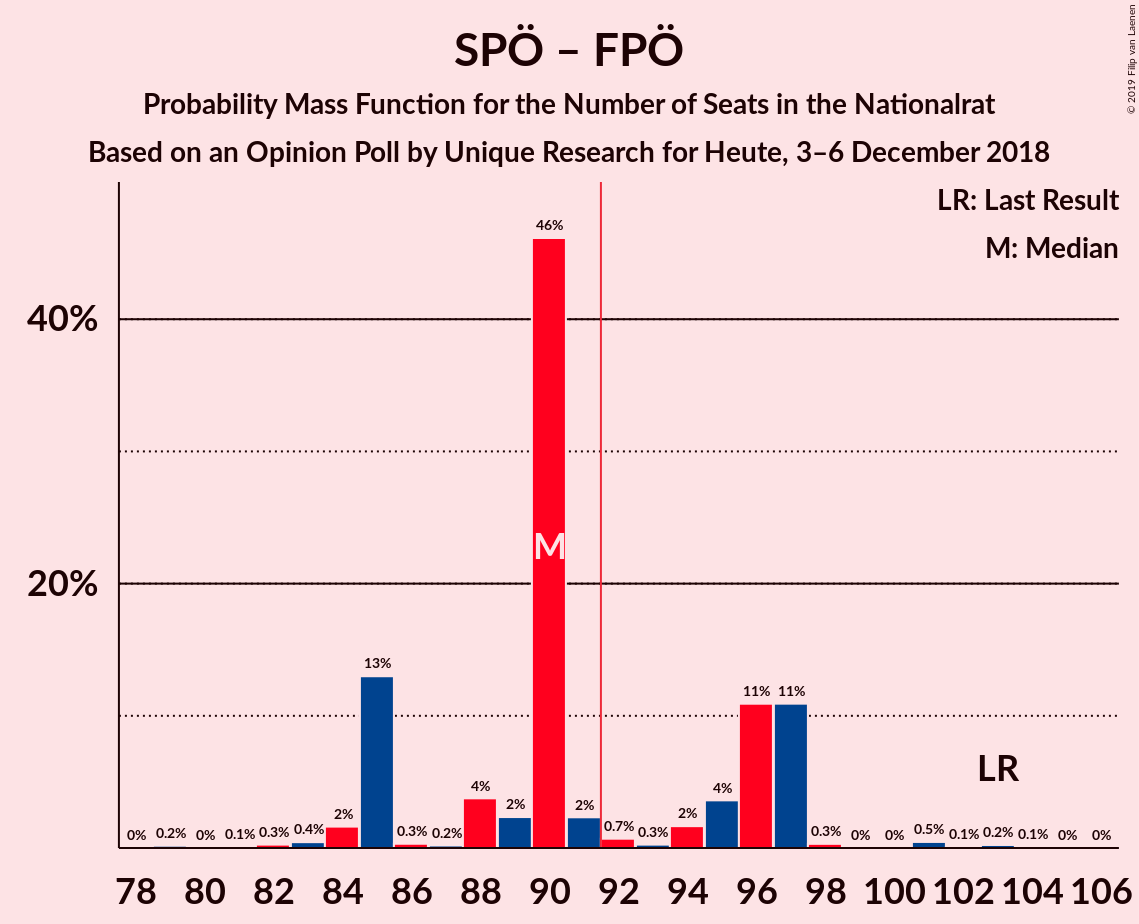 SPÖ – FPÖ
Probability Mass Function for the Number of Seats in the Nationalrat
Based on an Opinion Poll by Unique Research for Heute, 3–6 December 2018
© 2019 Filip van Laenen
LR: Last Result
M: Median
40%
20%
0% 0.2% 0% 0.1% 0.3% 0.4% 2% 13% 0.3% 0.2% 4% 2% 46% 2% 0.7% 0.3% 2% 4% 11% 11% 0.3% 0% 0% 0.5% 0.1% 0.2% 0.1% 0% 0%
M
LR
78 80 82 84 86 88 90 92 94 96 98 100 102 104 106